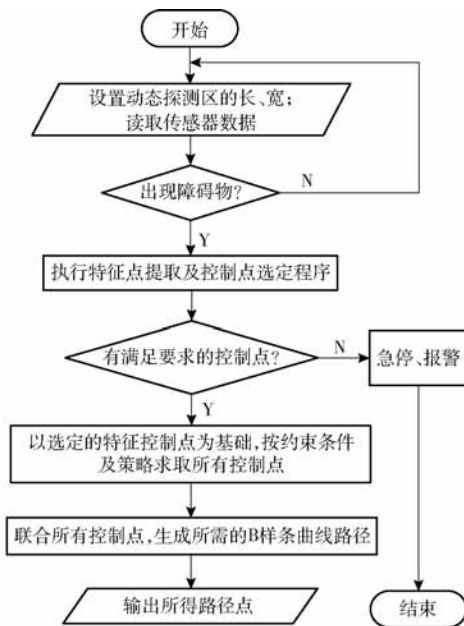 开始
设置动态探测区的长、宽;
读取传感器数据
出现障碍物?
N
Y
执行特征点提取及控制点选定程序
有满足要求的控制点?
N
急停、报警
Y
以选定的特征控制点为基础,按约束条件
及策略求取所有控制点
联合所有控制点,生成所需的B样条曲线路径
输出所得路径点
结束